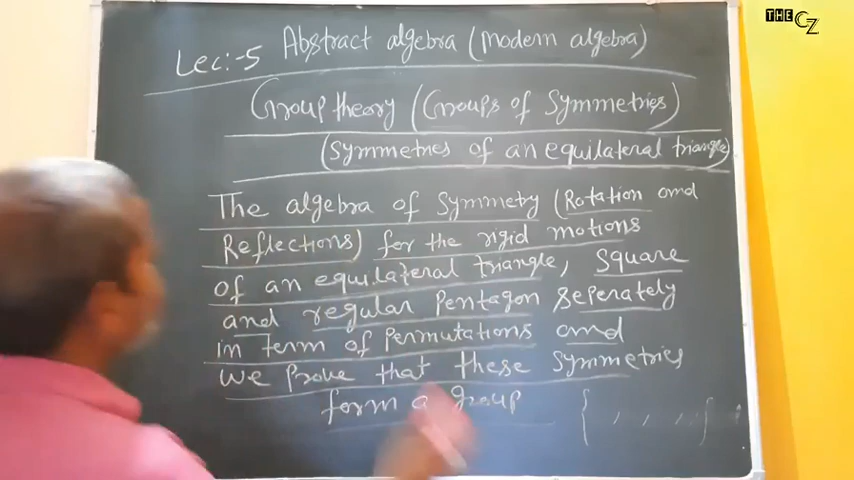 THE CZ
Lec:-5 Abstract algebra (Modern algebra)
Group theory (Groups of Symmetries)
(Symmetries of an equilateral triangle)
The algebra of Symmetry (Rotation and
Reflections) for the rigid motions
of an equilateral triangle, Square
and regular Pentagon seperately
in term of Permutations and
We Prove that these symmetries
form a group
{ , , , , }